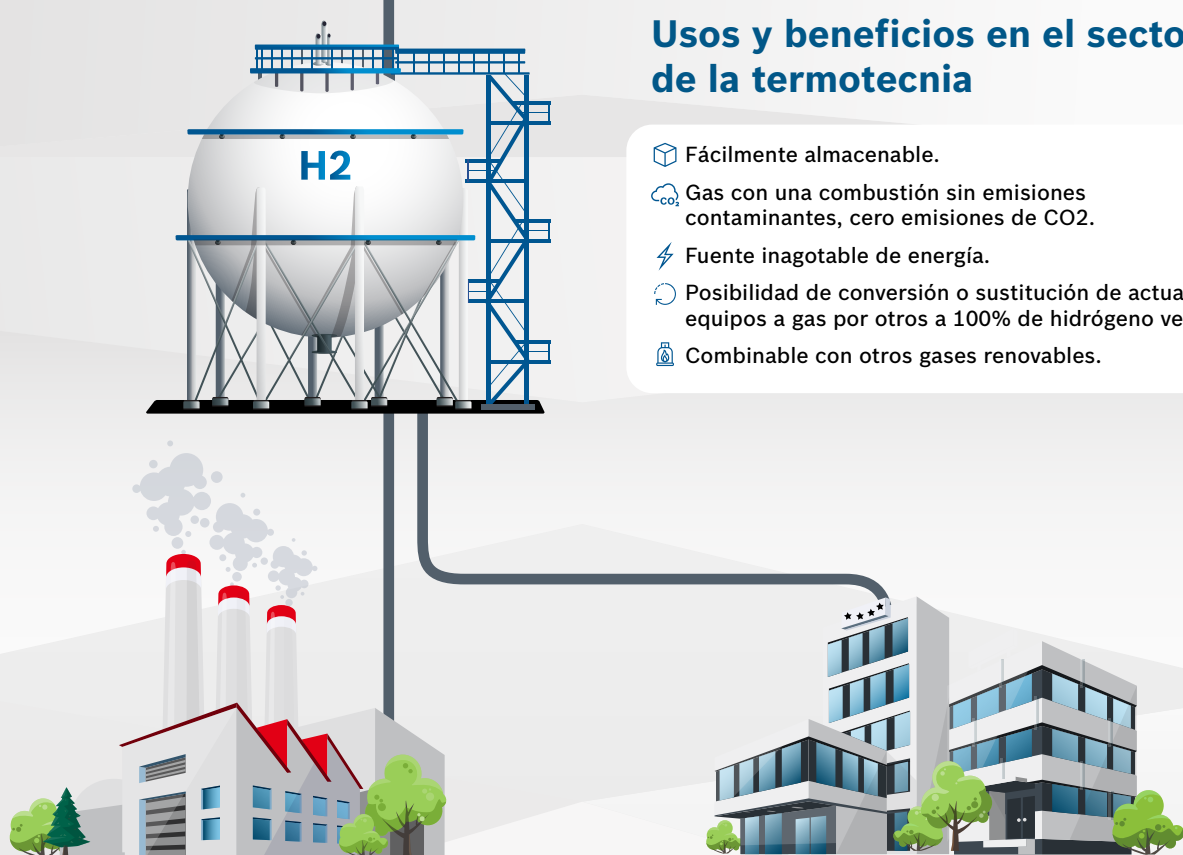 Usos y beneficios en el secto
de la termotecnia
H2
Fácilmente almacenable.
CO2
Gas con una combustión sin emisiones
contaminantes, cero emisiones de CO2.
Fuente inagotable de energía.
Posibilidad de conversión o sustitución de actua
equipos a gas por otros a 100% de hidrógeno ve
Combinable con otros gases renovables.